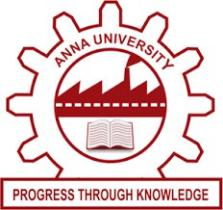 ANNA UNIVERSITY
PROGRESS THROUGH KNOWLEDGE